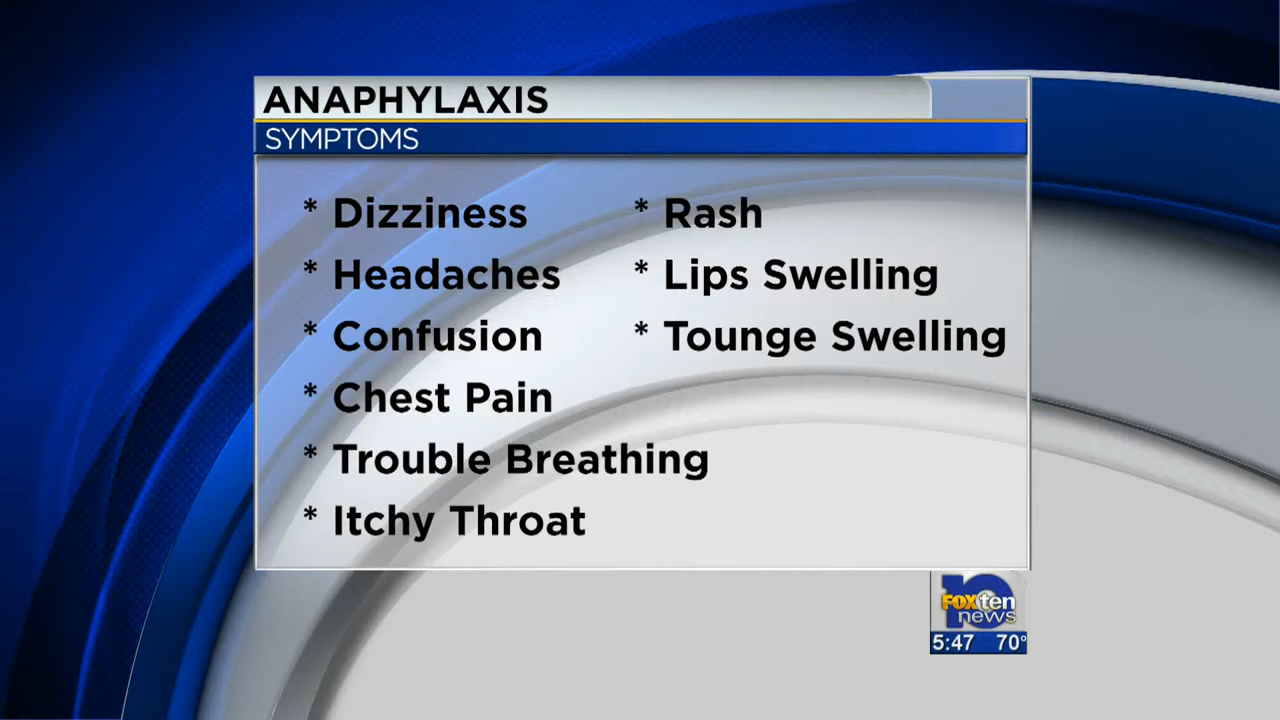 ANAPHYLAXIS
SYMPTOMS
* Dizziness
* Headaches
* Confusion
* Chest Pain
* Trouble Breathing
* Itchy Throat
* Rash
* Lips Swelling
* Tounge Swelling
10
FOX ten
news
5:47 70°